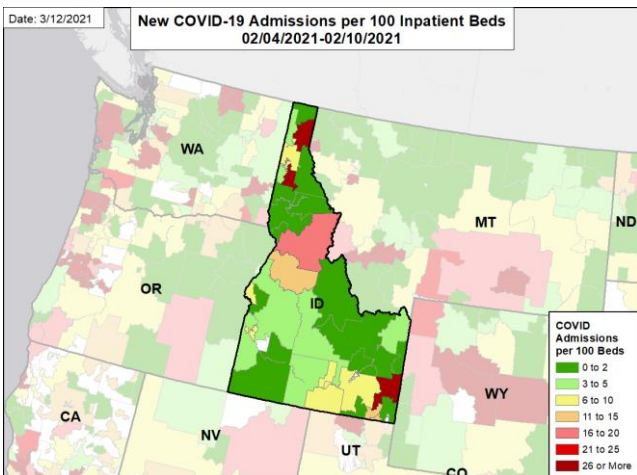 Date: 3/12/2021
New COVID-19 Admissions per 100 Inpatient Beds
02/04/2021-02/10/2021
WA
MT
ND
OR
ID
WY
CA
NV
UT
CO
COVID
Admissions
per 100 Beds
0 to 2
3 to 5
6 to 10
11 to 15
16 to 20
21 to 25
26 or More